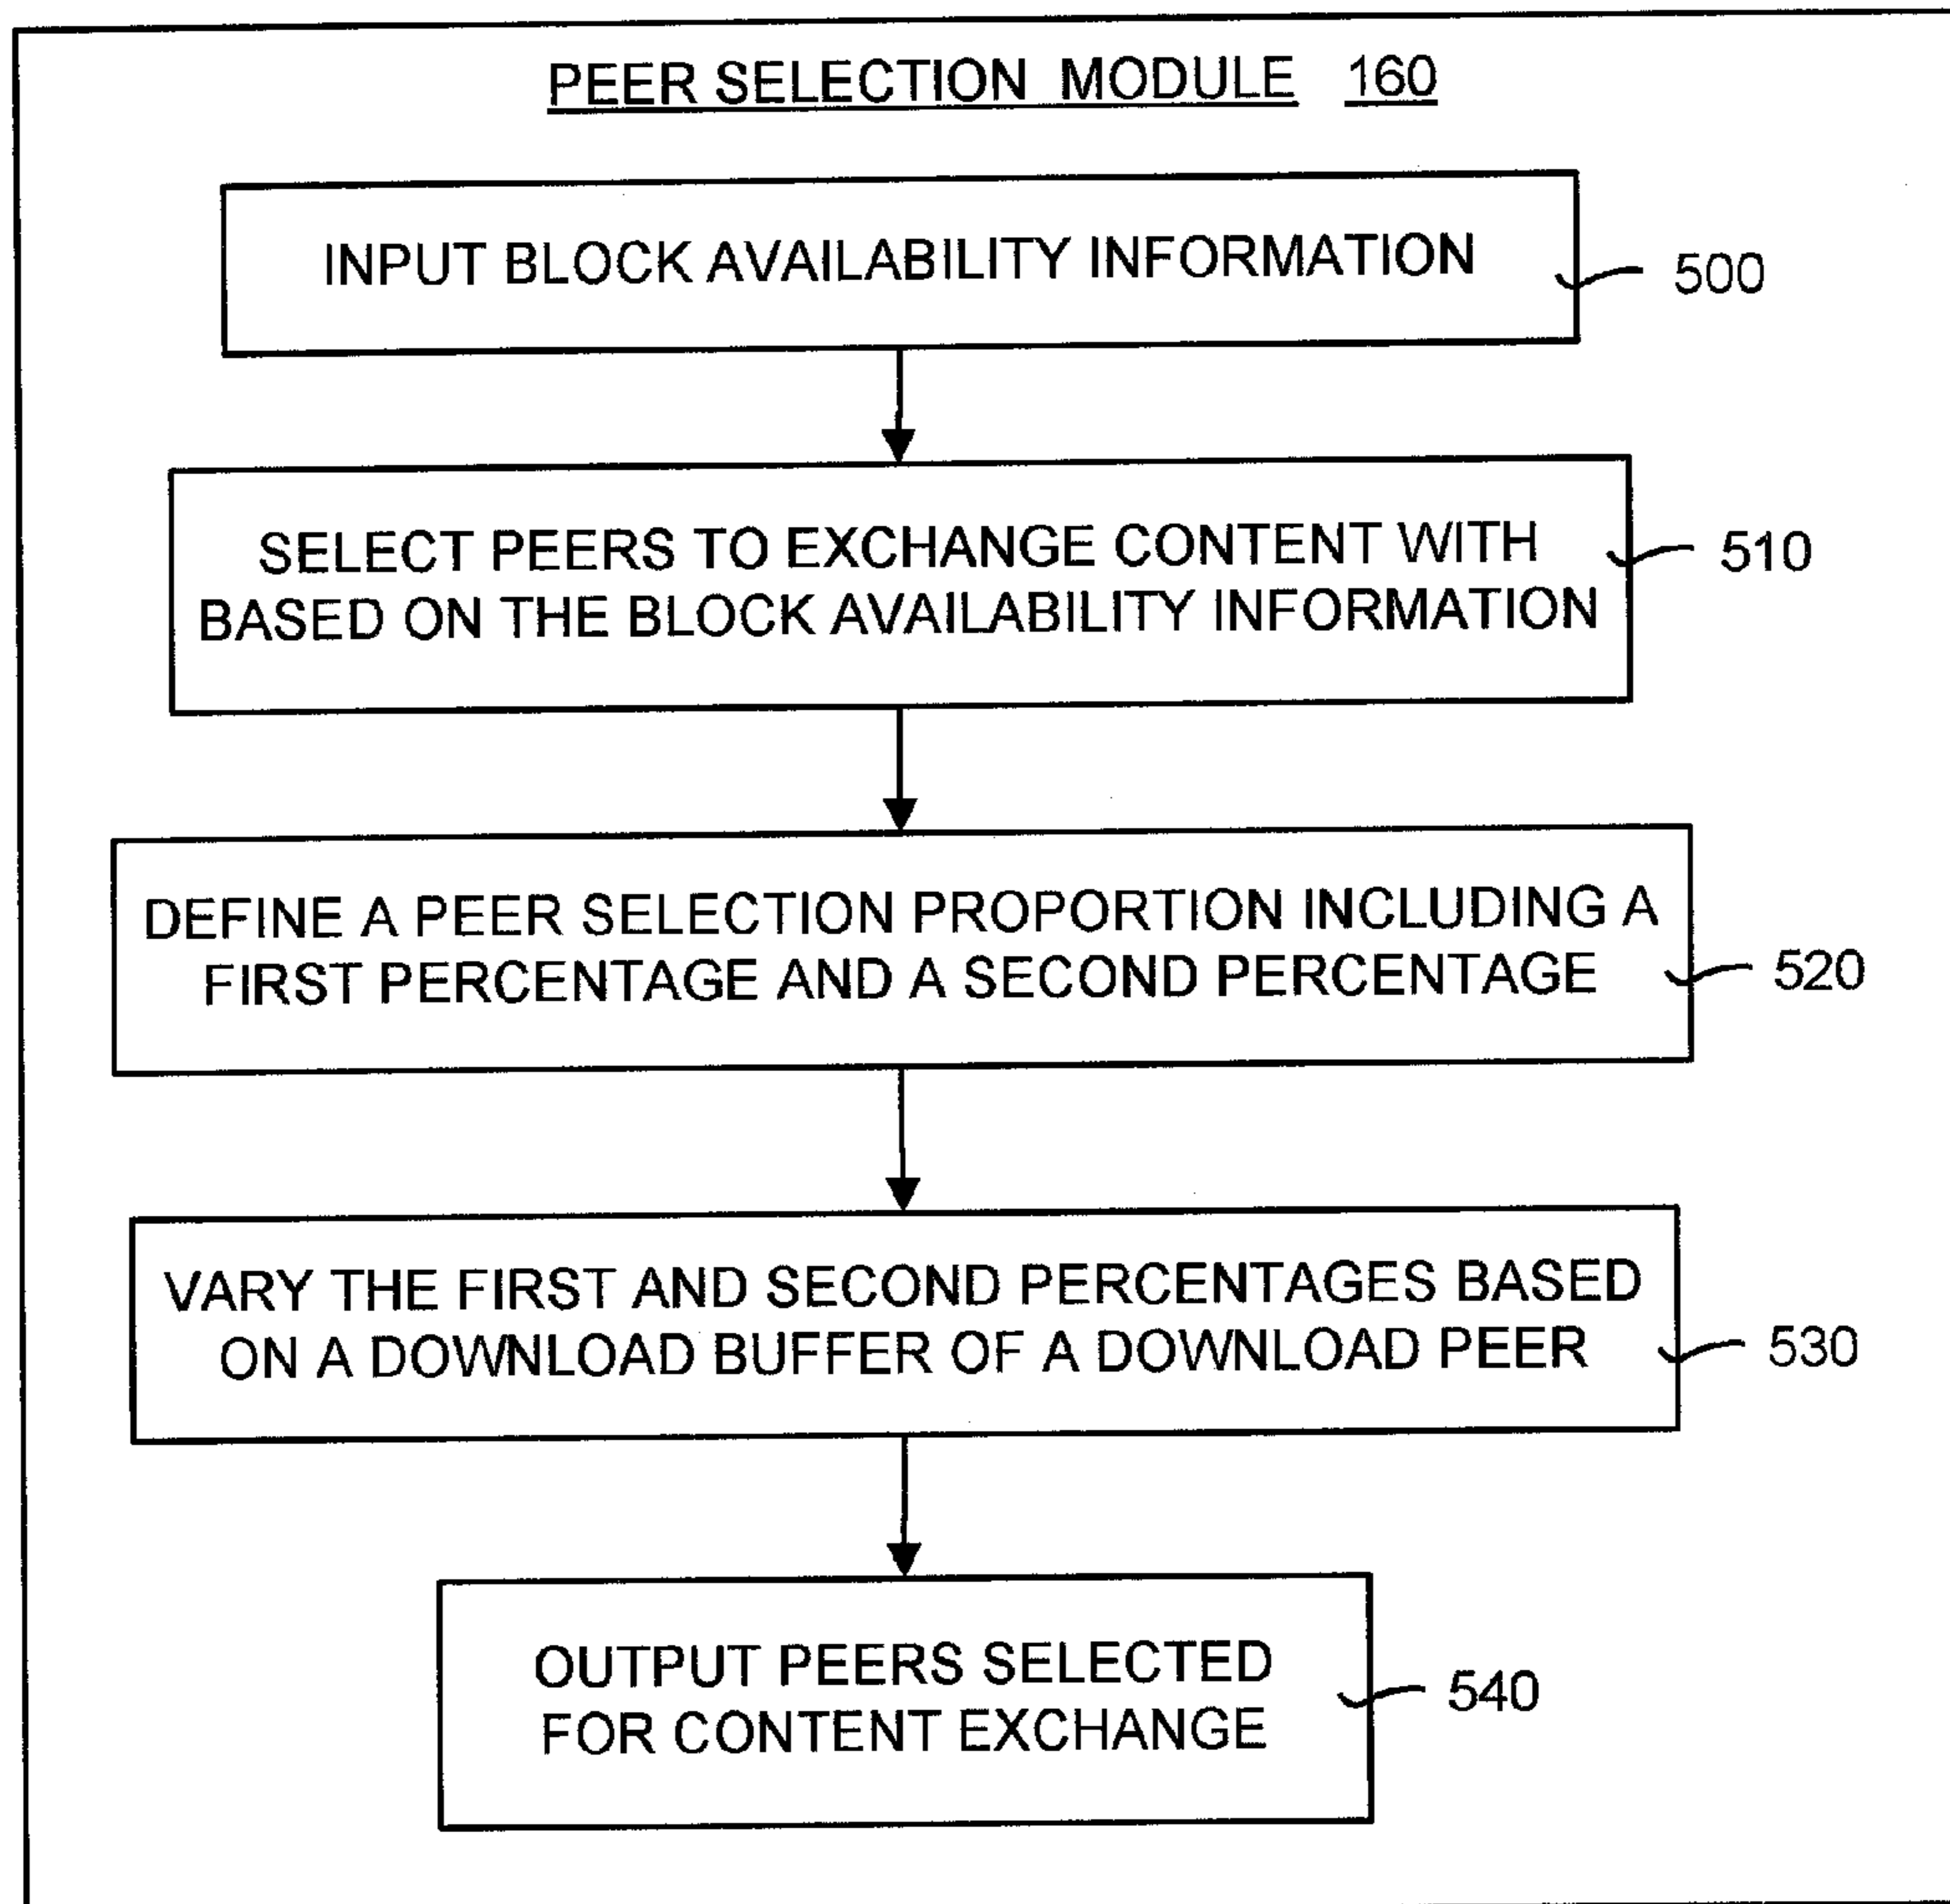 PEER SELECTION MODULE 160
INPUT BLOCK AVAILABILITY INFORMATION
500
SELECT PEERS TO EXCHANGE CONTENT WITH
BASED ON THE BLOCK AVAILABILITY INFORMATION
510
DEFINE A PEER SELECTION PROPORTION INCLUDING A
FIRST PERCENTAGE AND A SECOND PERCENTAGE
520
VARY THE FIRST AND SECOND PERCENTAGES BASED
ON A DOWNLOAD BUFFER OF A DOWNLOAD PEER
530
OUTPUT PEERS SELECTED
FOR CONTENT EXCHANGE
540